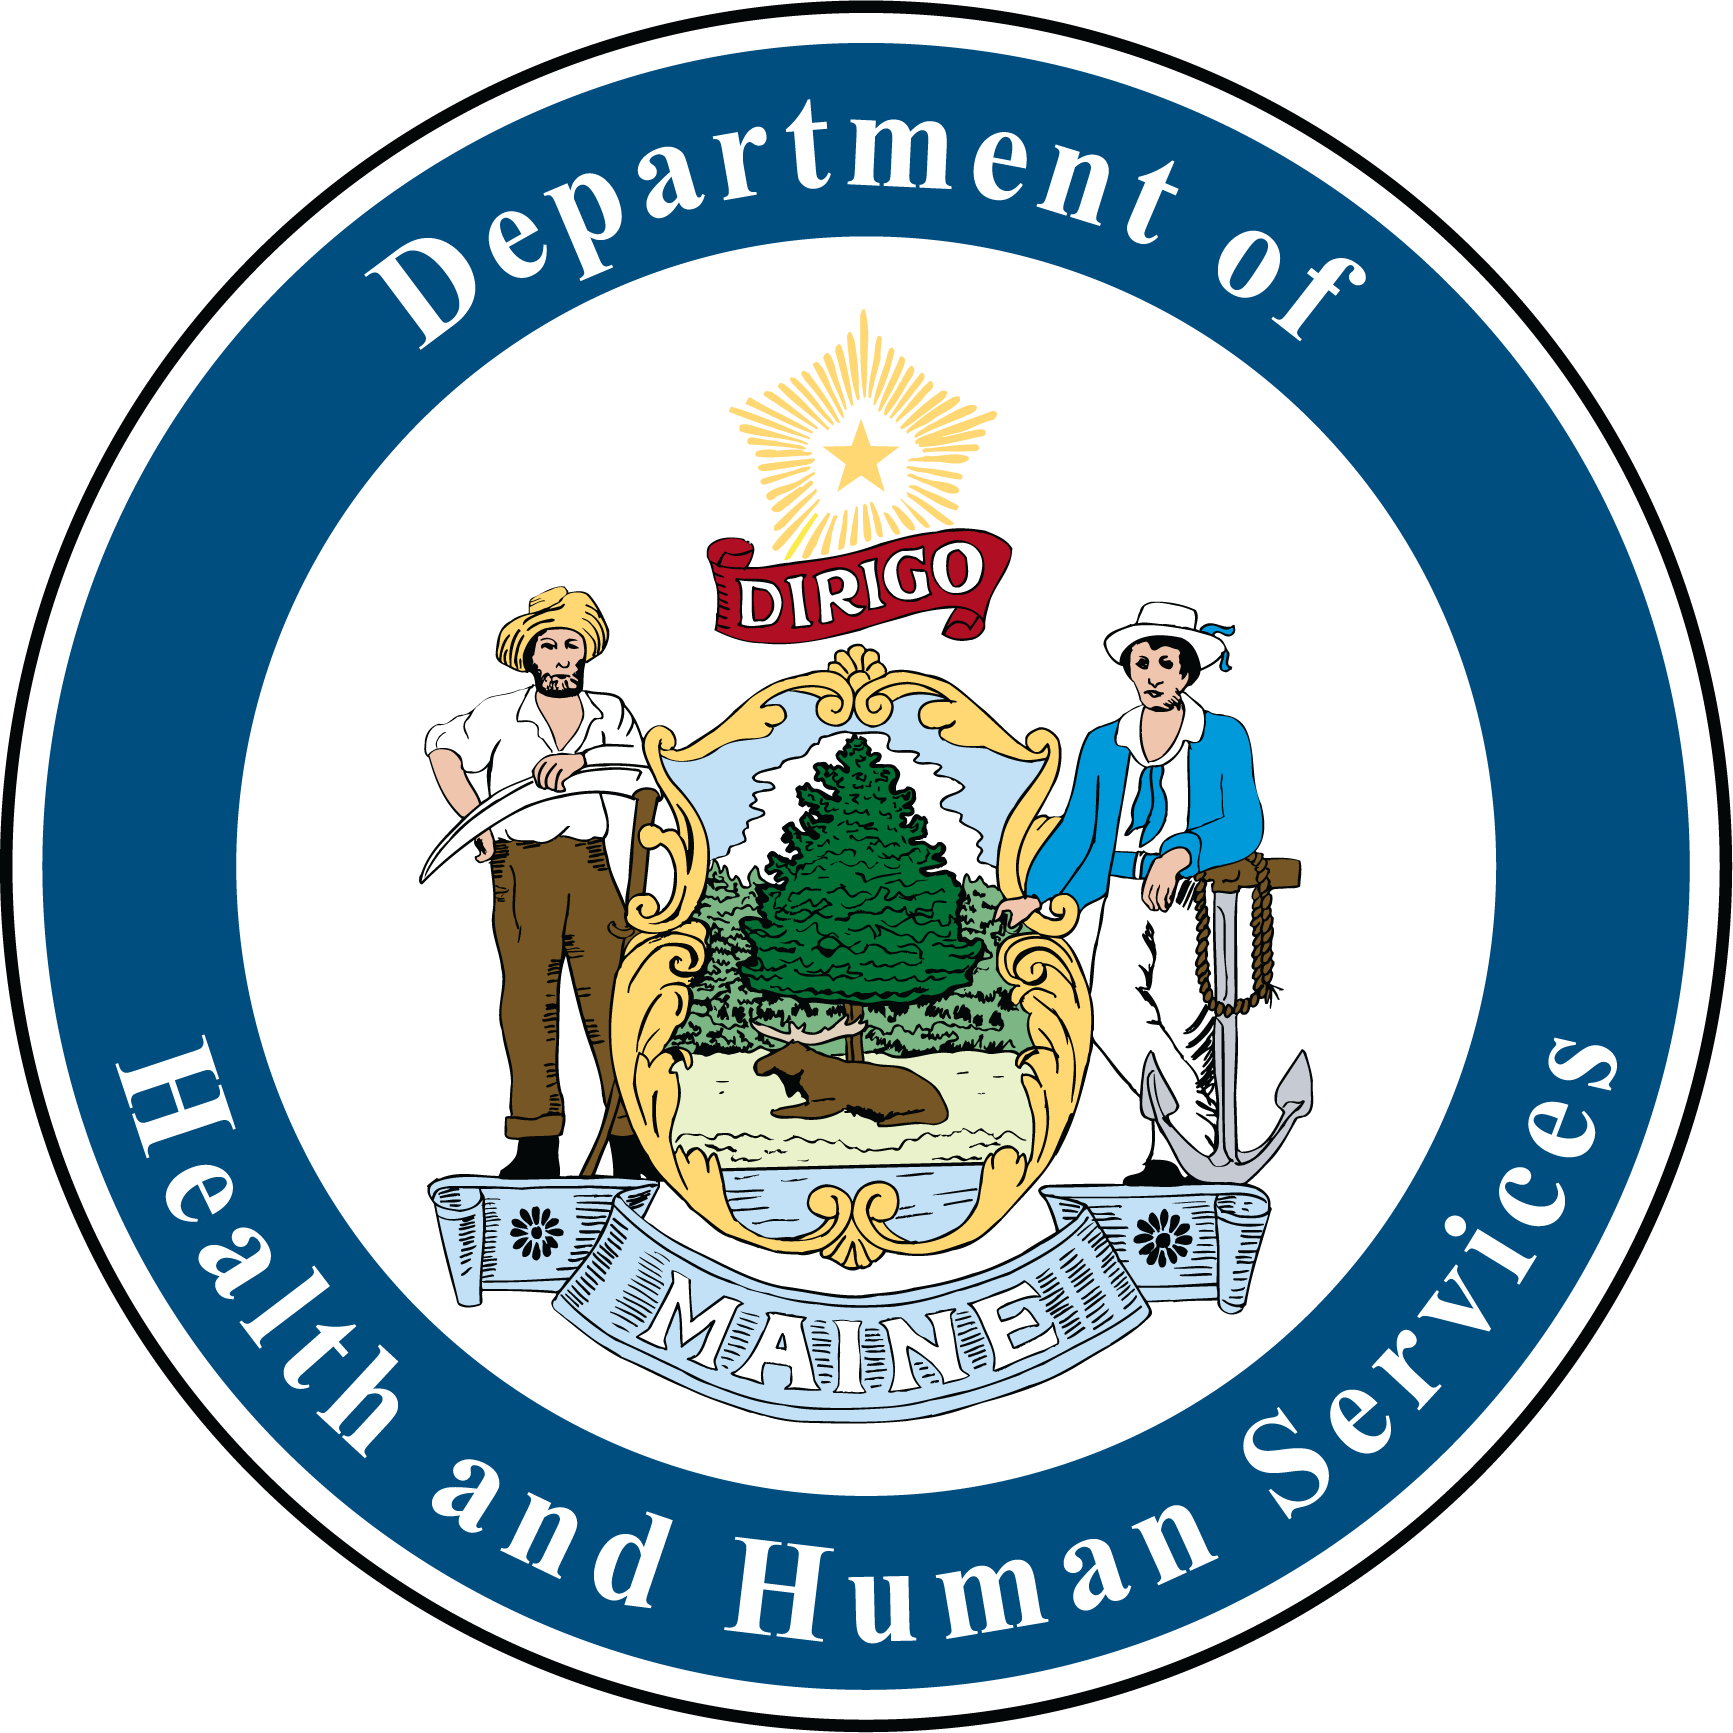 Department of
DIRIGO
MAINE
Health and Human Services